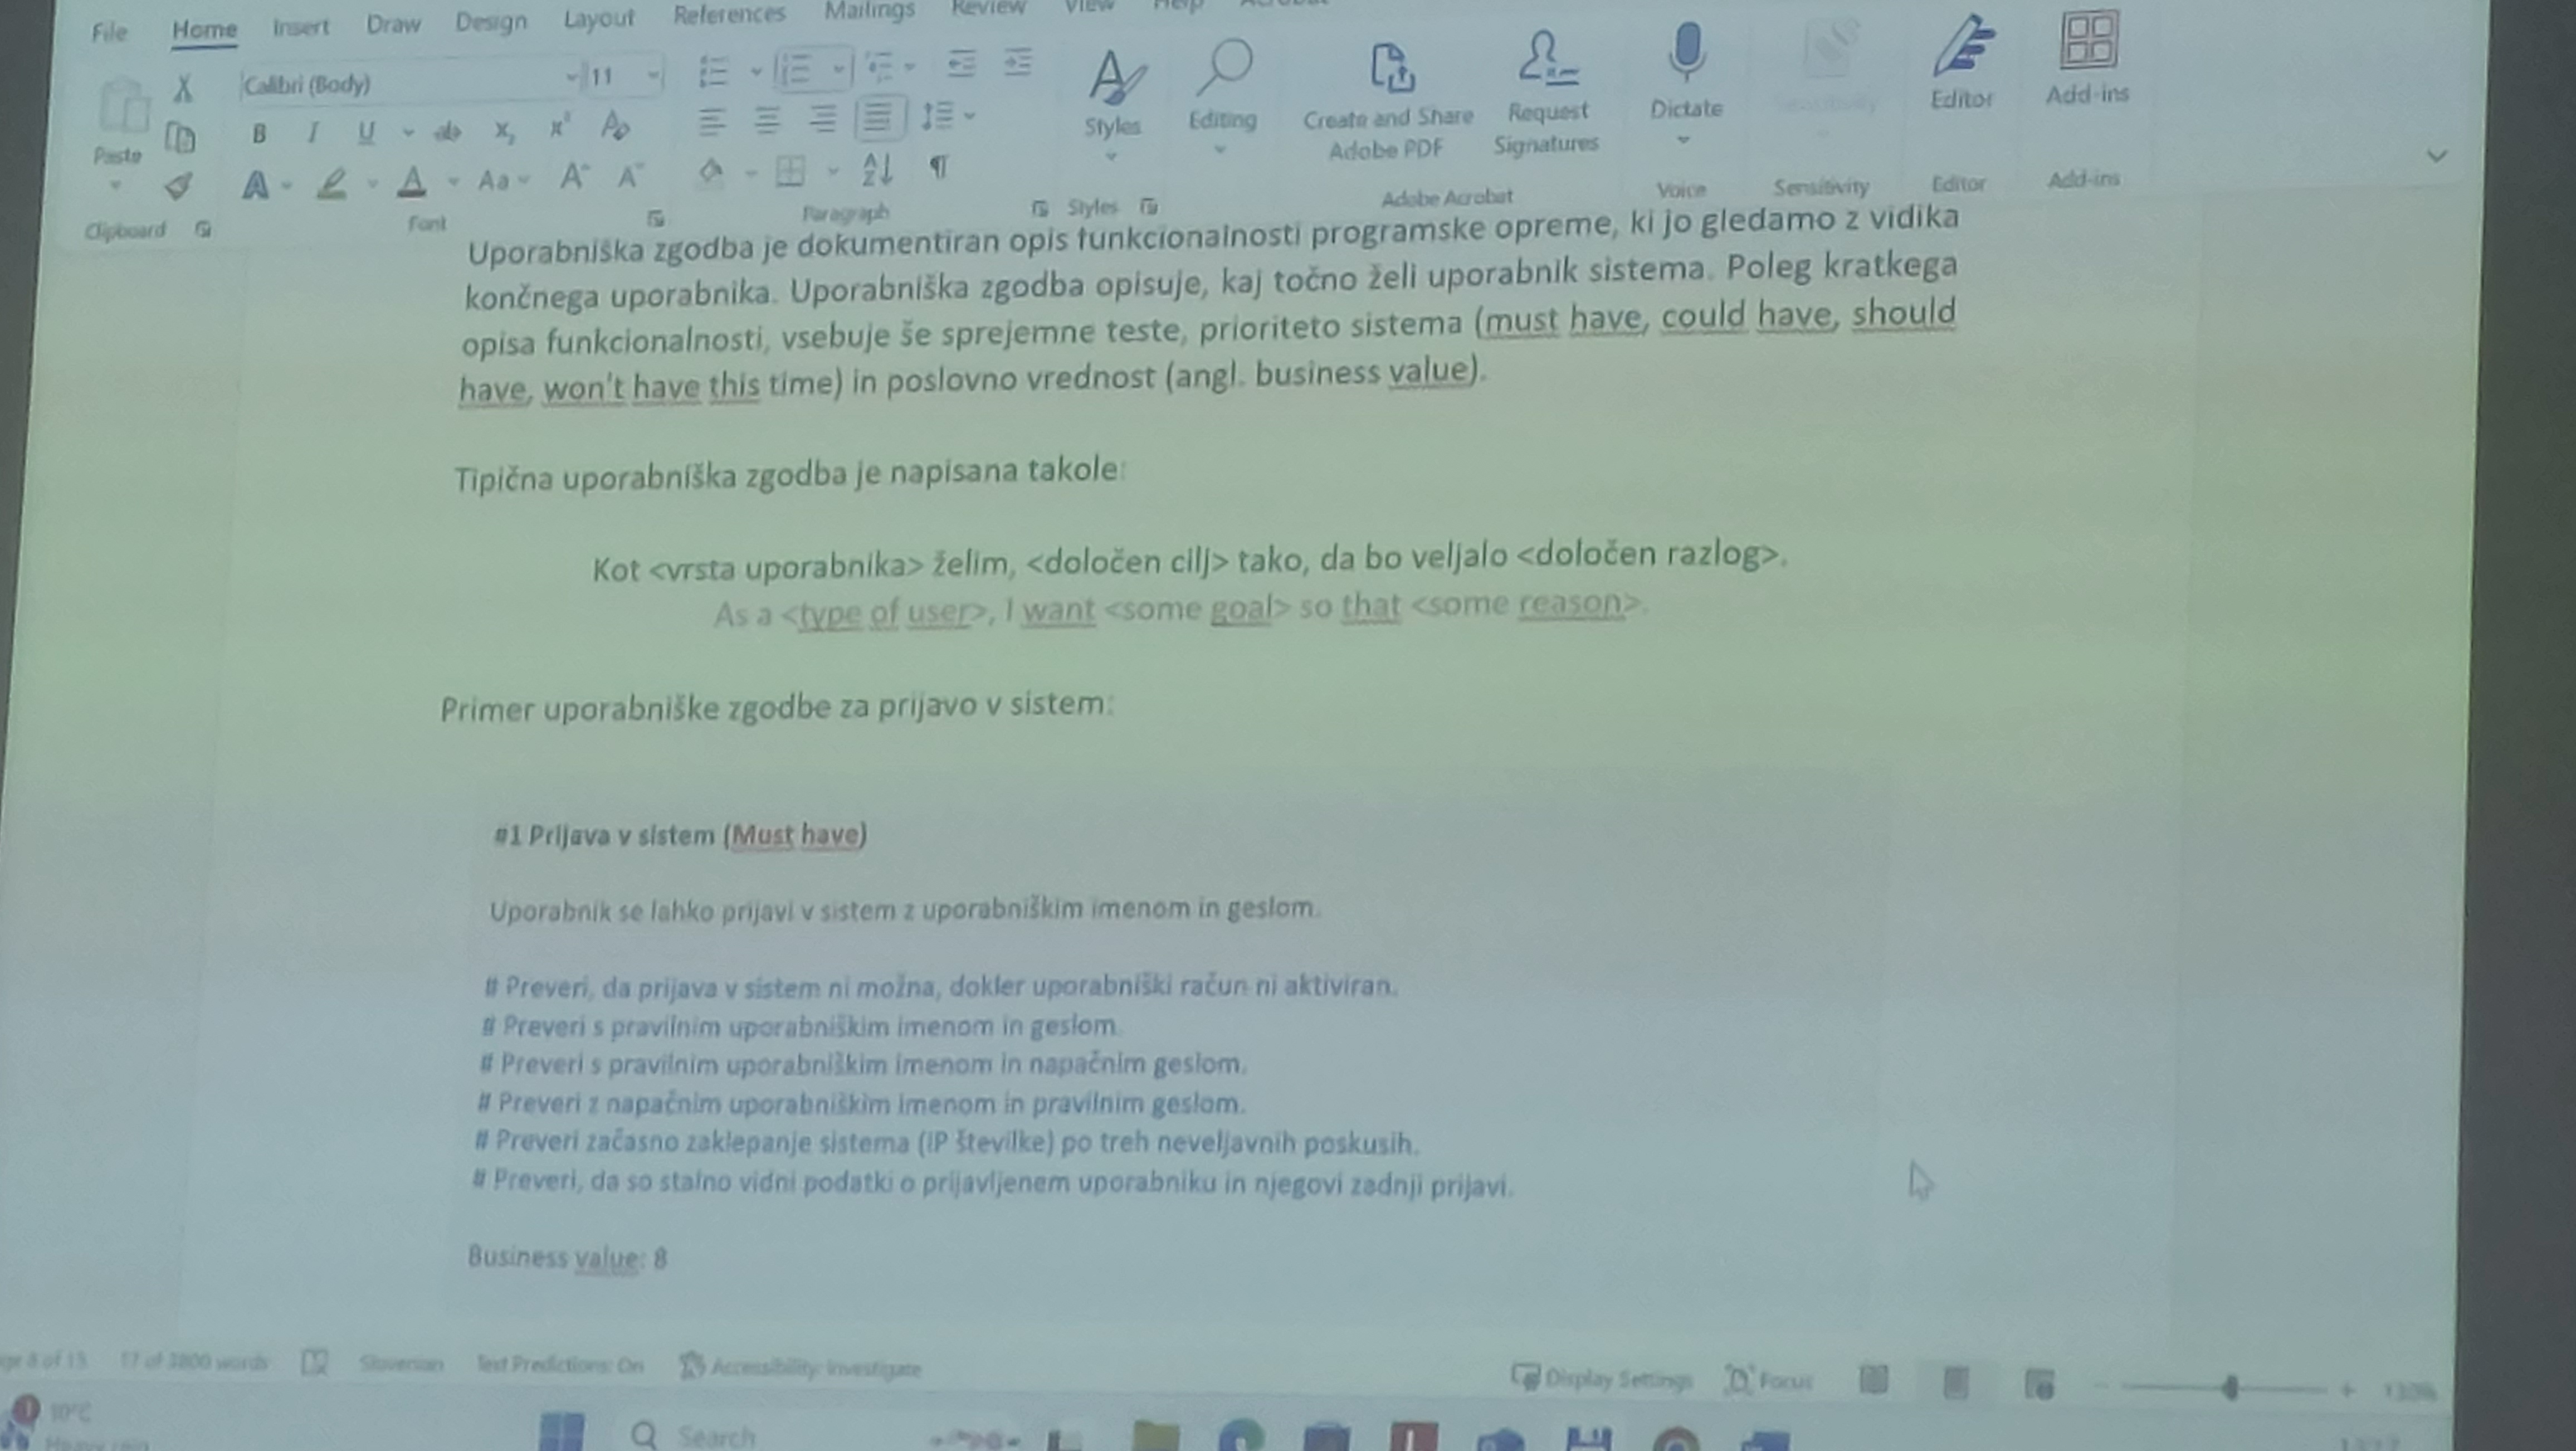 File Home Insert Draw Design Layout References Mailings Review View Help
Calibri (Body) 11
Paste
B I U ab x x
A A Aa A A
Clipboard Font Paragraph Styles
Styles
Editing
Create and Share
Adobe PDF
Request
Signatures
Adobe Acrobat
Dictate
Voice
Sensitivity
Editor
Editor
Add-ins
Add-ins
Uporabniška zgodba je dokumentiran opis funkcionalnosti programske opreme, ki jo gledamo z vidika
končnega uporabnika. Uporabniška zgodba opisuje, kaj točno želi uporabnik sistema. Poleg kratkega
opisa funkcionalnosti, vsebuje še sprejemne teste, prioriteto sistema (must have, could have, should
have, won't have this time) in poslovno vrednost (angl. business value).
Tipična uporabniška zgodba je napisana takole:
Kot <vrsta uporabnika> želim, <določen cilj> tako, da bo veljalo <določen razlog>.
As a <type of user>, I want <some goal> so that <some reason>.
Primer uporabniške zgodbe za prijavo v sistem:
#1 Prijava v sistem (Must have)
Uporabnik se lahko prijavi v sistem z uporabniškim imenom in geslom.
# Preveri, da prijava v sistem ni možna, dokler uporabniški račun ni aktiviran.
# Preveri s pravilnim uporabniškim imenom in geslom.
# Preveri s pravilnim uporabniškim imenom in napačnim geslom.
# Preveri z napačnim uporabniškim imenom in pravilnim geslom.
# Preveri začasno zaklepanje sistema (IP številke) po treh neveljavnih poskusih.
# Preveri, da so stalno vidni podatki o prijavljenem uporabniku in njegovi zadnji prijavi.
Business value: 8
8 of 15 17 of 3800 words Slovenian Text Predictions: On Accessibility: Investigate Display Settings Focus 130%
10°C
Heavy rain
Search